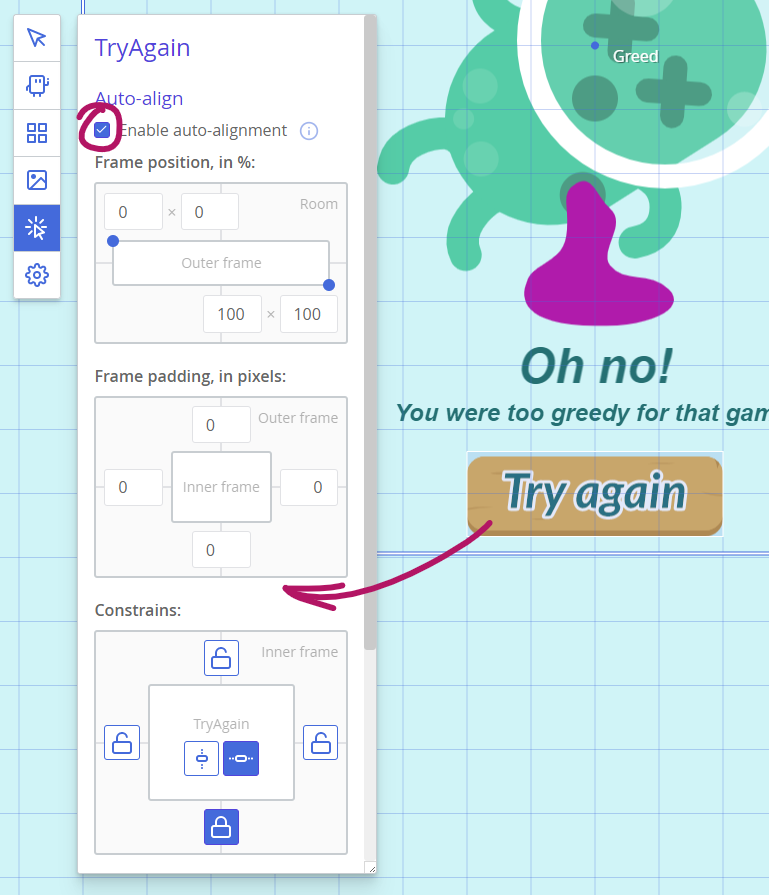 TryAgain
Auto-align
Enable auto-alignment
Frame position, in %:
0 × 0 Room
Outer frame
100 × 100
Frame padding, in pixels:
0 Outer frame
0 Inner frame 0
0
Constrains:
Inner frame
TryAgain
Greed
Oh no!
You were too greedy for that gam
Try again